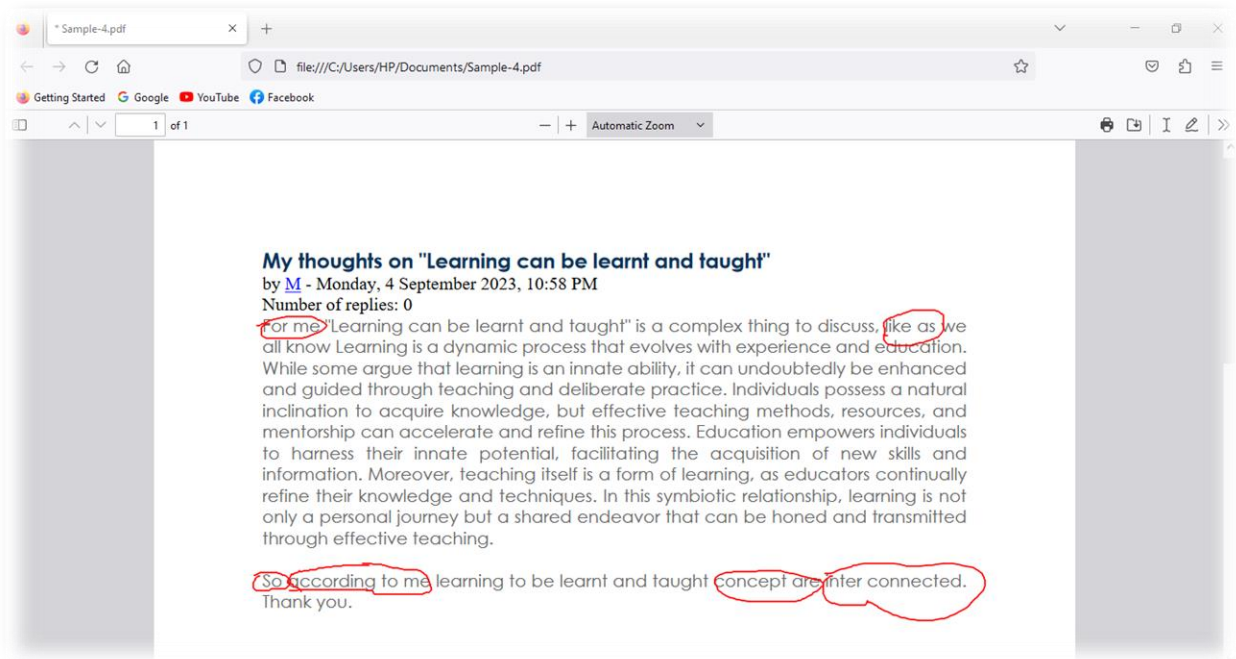 * Sample-4.pdf
file:///C:/Users/HP/Documents/Sample-4.pdf
Getting Started Google YouTube Facebook
1 of 1 Automatic Zoom
My thoughts on "Learning can be learnt and taught"
by M - Monday, 4 September 2023, 10:58 PM
Number of replies: 0
For me "Learning can be learnt and taught" is a complex thing to discuss, like as we
all know Learning is a dynamic process that evolves with experience and education.
While some argue that learning is an innate ability, it can undoubtedly be enhanced
and guided through teaching and deliberate practice. Individuals possess a natural
inclination to acquire knowledge, but effective teaching methods, resources, and
mentorship can accelerate and refine this process. Education empowers individuals
to harness their innate potential, facilitating the acquisition of new skills and
information. Moreover, teaching itself is a form of learning, as educators continually
refine their knowledge and techniques. In this symbiotic relationship, learning is not
only a personal journey but a shared endeavor that can be honed and transmitted
through effective teaching.
So according to me learning to be learnt and taught concept are inter connected.
Thank you.